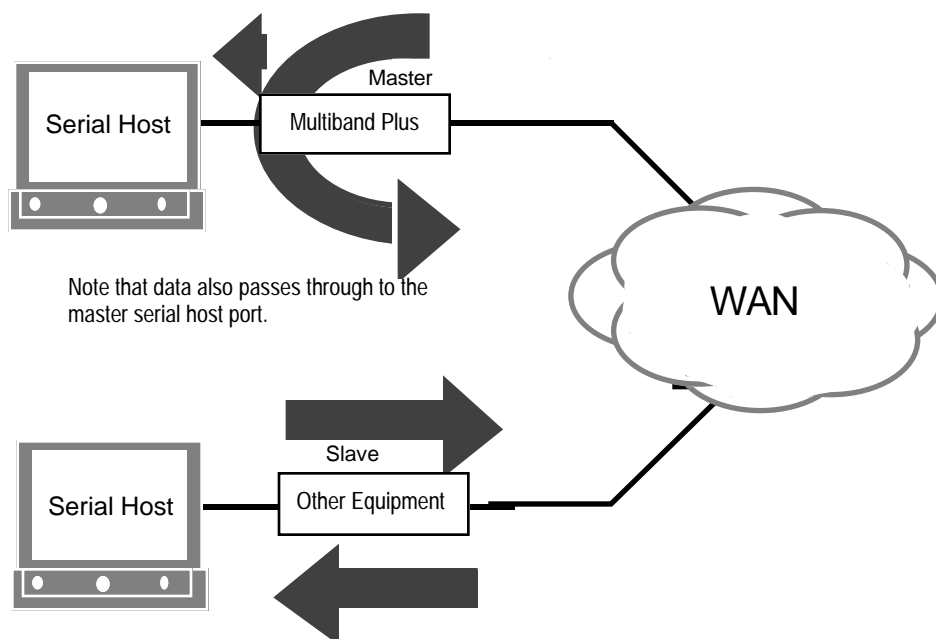 Master
Serial Host
Multiband Plus
Note that data also passes through to the
master serial host port.
WAN
Slave
Serial Host
Other Equipment